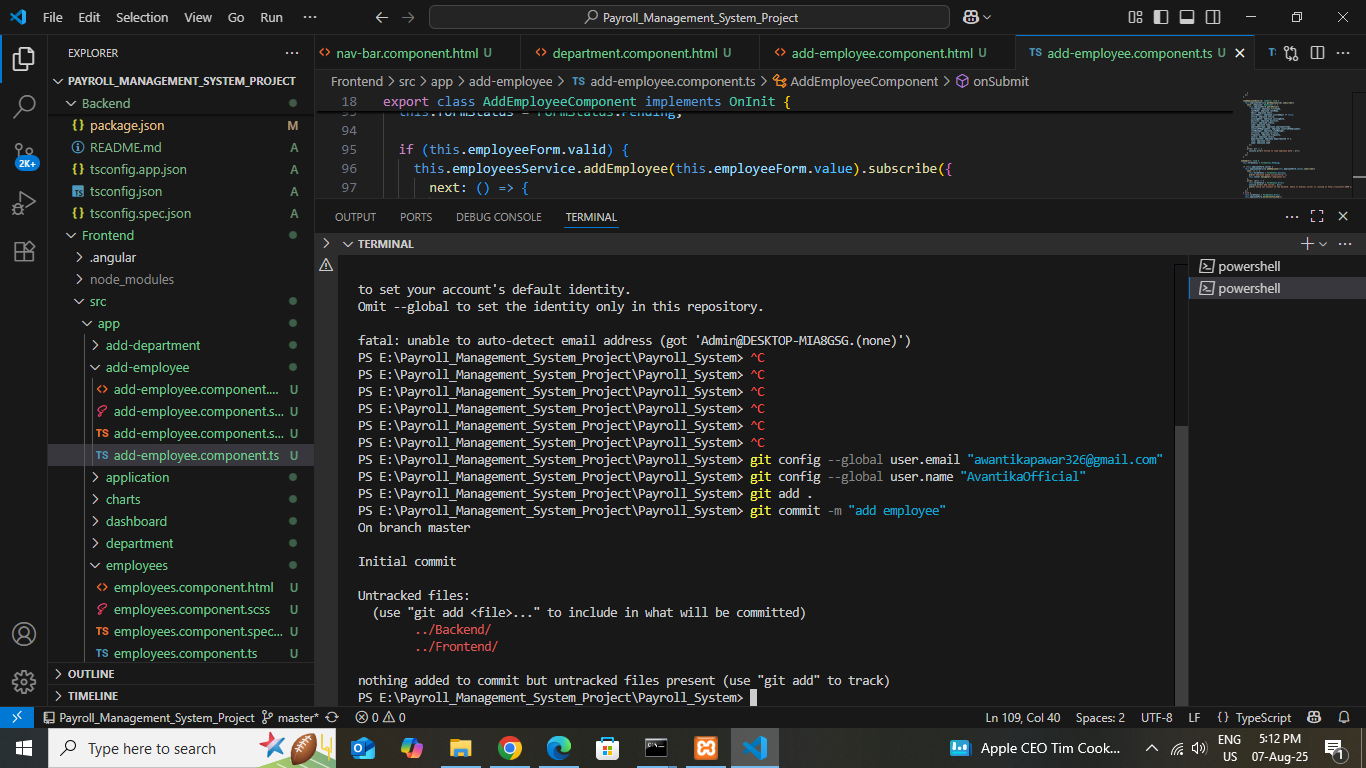 File Edit Selection View Go Run ···
Payroll_Management_System_Project
EXPLORER
PAYROLL_MANAGEMENT_SYSTEM_PROJECT
Backend
package.json M
README.md A
tsconfig.app.json A
tsconfig.json A
tsconfig.spec.json A
Frontend
.angular
node_modules
src
app
add-department
add-employee
add-employee.component.... U
add-employee.component.s... U
TS add-employee.component.s... U
TS add-employee.component.ts U
application
charts
dashboard
department
employees
employees.component.html U
employees.component.scss U
TS employees.component.spec... U
TS employees.component.ts U
OUTLINE
TIMELINE
2K+
nav-bar.component.html U
department.component.html U
add-employee.component.html U
TS add-employee.component.ts U
Frontend > src > app > add-employee > TS add-employee.component.ts > AddEmployeeComponent > onSubmit
18 export class AddEmployeeComponent implements OnInit {
93 this.formStatus = FormStatus.Pending;
94
95 if (this.employeeForm.valid) {
96 this.employeesService.addEmployee(this.employeeForm.value).subscribe({
97 next: () => {
OUTPUT PORTS DEBUG CONSOLE TERMINAL
TERMINAL
powershell
powershell
to set your account's default identity.
Omit --global to set the identity only in this repository.
fatal: unable to auto-detect email address (got 'Admin@DESKTOP-MIA8GSG.(none)')
PS E:\Payroll_Management_System_Project\Payroll_System> ^C
PS E:\Payroll_Management_System_Project\Payroll_System> ^C
PS E:\Payroll_Management_System_Project\Payroll_System> ^C
PS E:\Payroll_Management_System_Project\Payroll_System> ^C
PS E:\Payroll_Management_System_Project\Payroll_System> ^C
PS E:\Payroll_Management_System_Project\Payroll_System> ^C
PS E:\Payroll_Management_System_Project\Payroll_System> git config --global user.email "awantikapawar326@gmail.com"
PS E:\Payroll_Management_System_Project\Payroll_System> git config --global user.name "AvantikaOfficial"
PS E:\Payroll_Management_System_Project\Payroll_System> git add .
PS E:\Payroll_Management_System_Project\Payroll_System> git commit -m "add employee"
On branch master
Initial commit
Untracked files:
(use "git add <file>..." to include in what will be committed)
../Backend/
../Frontend/
nothing added to commit but untracked files present (use "git add" to track)
PS E:\Payroll_Management_System_Project\Payroll_System>
Payroll_Management_System_Project master* 0 0 Ln 109, Col 40 Spaces: 2 UTF-8 LF {} TypeScript
Type here to search
Apple CEO Tim Cook...
ENG
US
5:12 PM
07-Aug-25
1